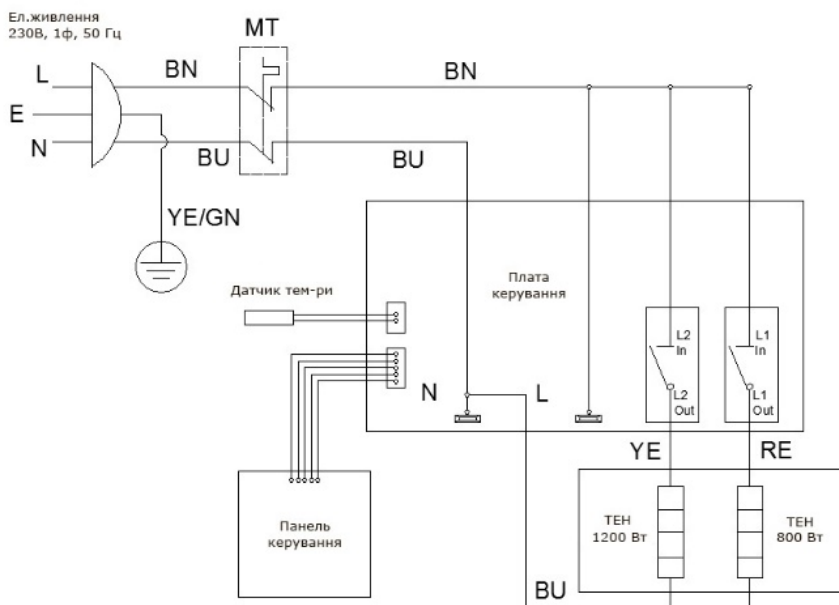 Ел.живлення
230В, 1ф, 50 Гц
MT
BN
BN
L
E
N
BU
BU
YE/GN
Датчик тем-ри
Плата
керування
L2
In
L1
In
L2
Out
L1
Out
N
L
YE
RE
Панель
керування
ТЕН
1200 Вт
ТЕН
800 Вт
BU